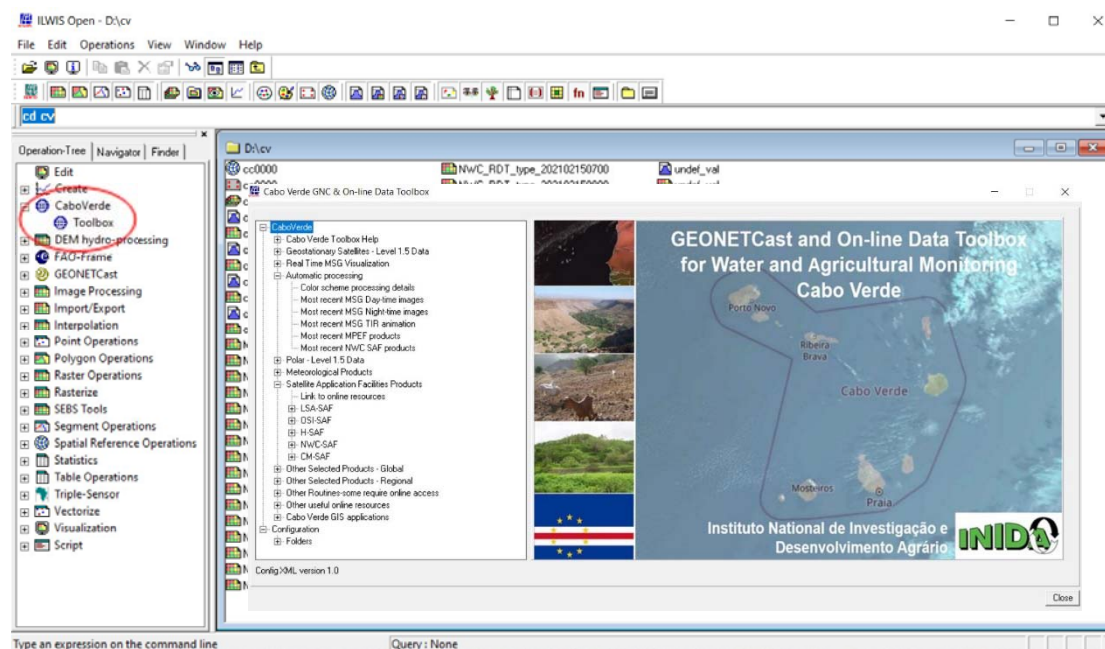 ILWIS Open - D:\cv
File Edit Operations View Window Help
cd cv
Operation-Tree Navigator Finder
Edit
Create
CaboVerde
Toolbox
DEM hydro-processing
FAO-Frame
GEONETCast
Image Processing
Import/Export
Interpolation
Point Operations
Polygon Operations
Raster Operations
Rasterize
SEBS Tools
Segment Operations
Spatial Reference Operations
Statistics
Table Operations
Triple-Sensor
Vectorize
Visualization
Script
D:\cv
cc0000 NWC_RDT_type_202102150700 undef_val
Cabo Verde GNC & On-line Data Toolbox
CaboVerde
Cabo Verde Toolbox Help
Geostationary Satellites - Level 1.5 Data
Real Time MSG Visualization
Automatic processing
Color scheme processing details
Most recent MSG Day-time images
Most recent MSG Night-time images
Most recent MSG TIR animation
Most recent MPEF products
Most recent NWC SAF products
Polar - Level 1.5 Data
Meteorological Products
Satellite Application Facilities Products
Link to online resources
LSA-SAF
OSI-SAF
H-SAF
NWC-SAF
CM-SAF
Other Selected Products - Global
Other Selected Products - Regional
Other Routines-some require online access
Other useful online resources
Cabo Verde GIS applications
Configuration
Folders
Config XML version 1.0
GEONETCast and On-line Data Toolbox
for Water and Agricultural Monitoring
Cabo Verde
Porto Novo
Ribeira
Brava
Cabo Verde
Mosteiros
Praia
Instituto National de Investigação e
Desenvolvimento Agrário
INIDA
Close
Type an expression on the command line Query : None